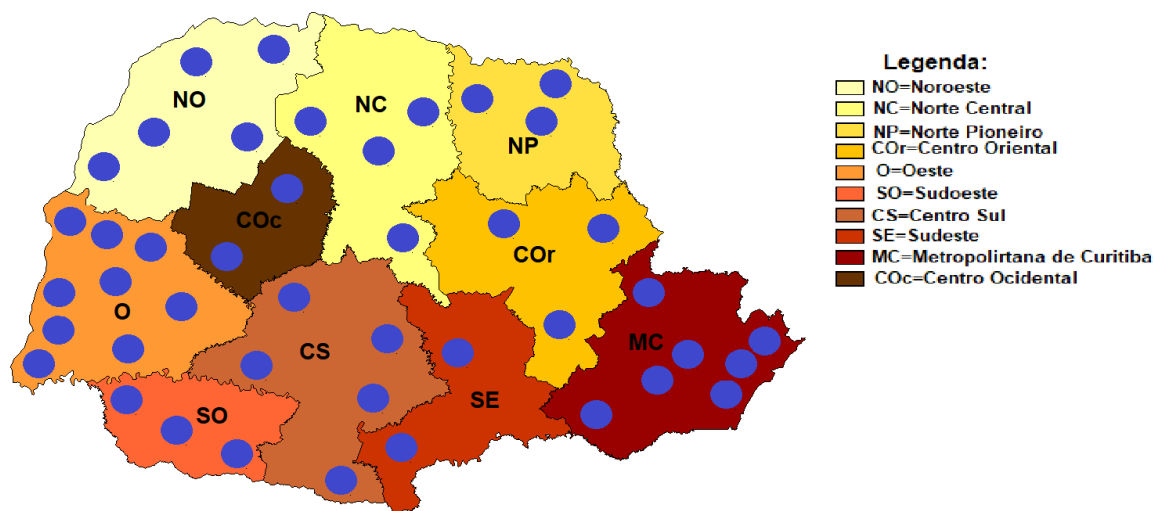 NO
NC
NP
COc
COr
O
CS
MC
SO
SE
Legenda:
NO=Noroeste
NC=Norte Central
NP=Norte Pioneiro
COr=Centro Oriental
O=Oeste
SO=Sudoeste
CS=Centro Sul
SE=Sudeste
MC=Metropolirtana de Curitiba
COc=Centro Ocidental